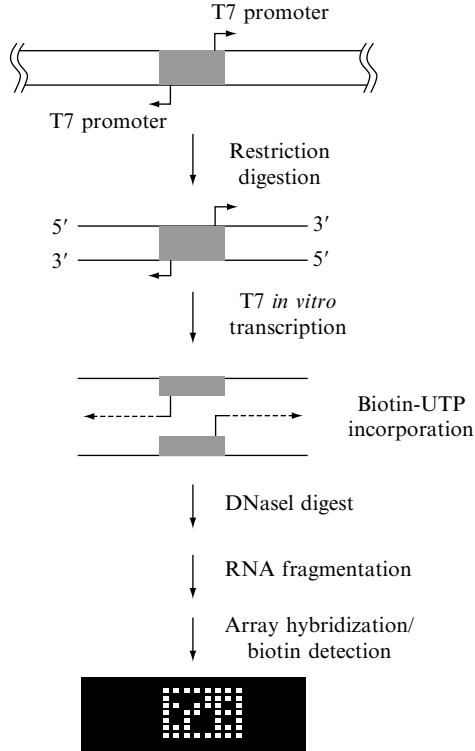 T7 promoter
T7 promoter
Restriction
digestion
5′
3′
3′
5′
T7 in vitro
transcription
Biotin-UTP
incorporation
DNasel digest
RNA fragmentation
Array hybridization/
biotin detection